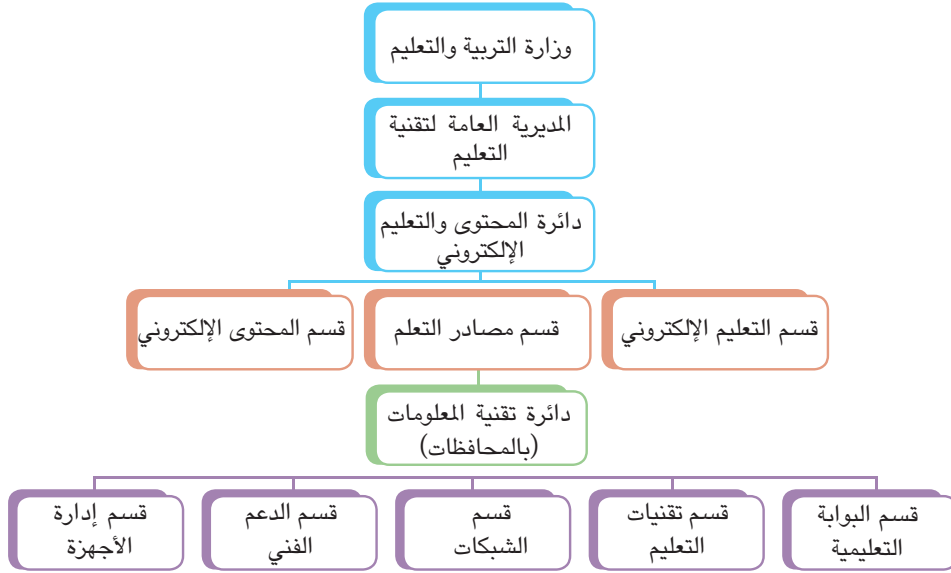 وزارة التربية والتعليم
المديرية العامة لتقنية
التعليم
دائرة المحتوى والتعليم
الإلكتروني
قسم التعليم الإلكتروني
قسم مصادر التعلم
قسم المحتوى الإلكتروني
دائرة تقنية المعلومات
(بالمحافظات)
قسم البوابة
التعليمية
قسم تقنيات
التعليم
قسم
الشبكات
قسم الدعم
الفني
قسم إدارة
الأجهزة